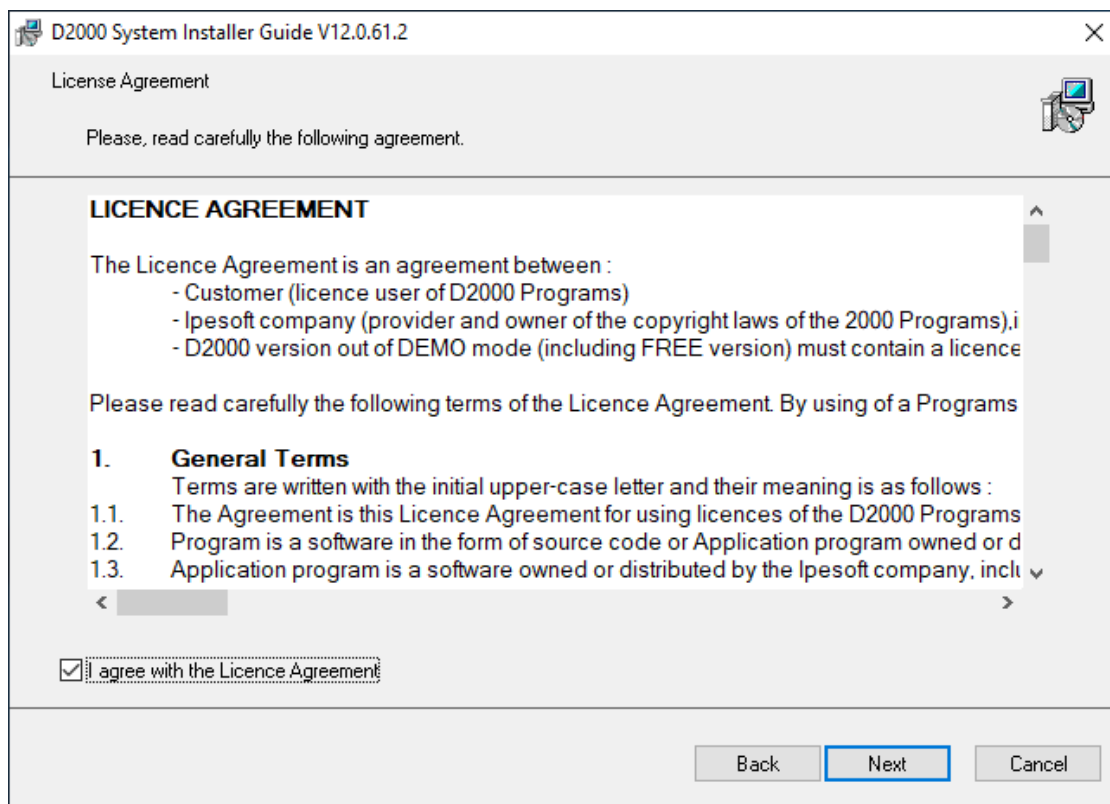 D2000 System Installer Guide V12.0.61.2
License Agreement
Please, read carefully the following agreement.
LICENCE AGREEMENT
The Licence Agreement is an agreement between :
- Customer (licence user of D2000 Programs)
- Ipesoft company (provider and owner of the copyright laws of the 2000 Programs),i
- D2000 version out of DEMO mode (including FREE version) must contain a licence
Please read carefully the following terms of the Licence Agreement. By using of a Programs
1. General Terms
Terms are written with the initial upper-case letter and their meaning is as follows :
1.1. The Agreement is this Licence Agreement for using licences of the D2000 Programs
1.2. Program is a software in the form of source code or Application program owned or d
1.3. Application program is a software owned or distributed by the Ipesoft company, inclu
I agree with the Licence Agreement
Back Next Cancel